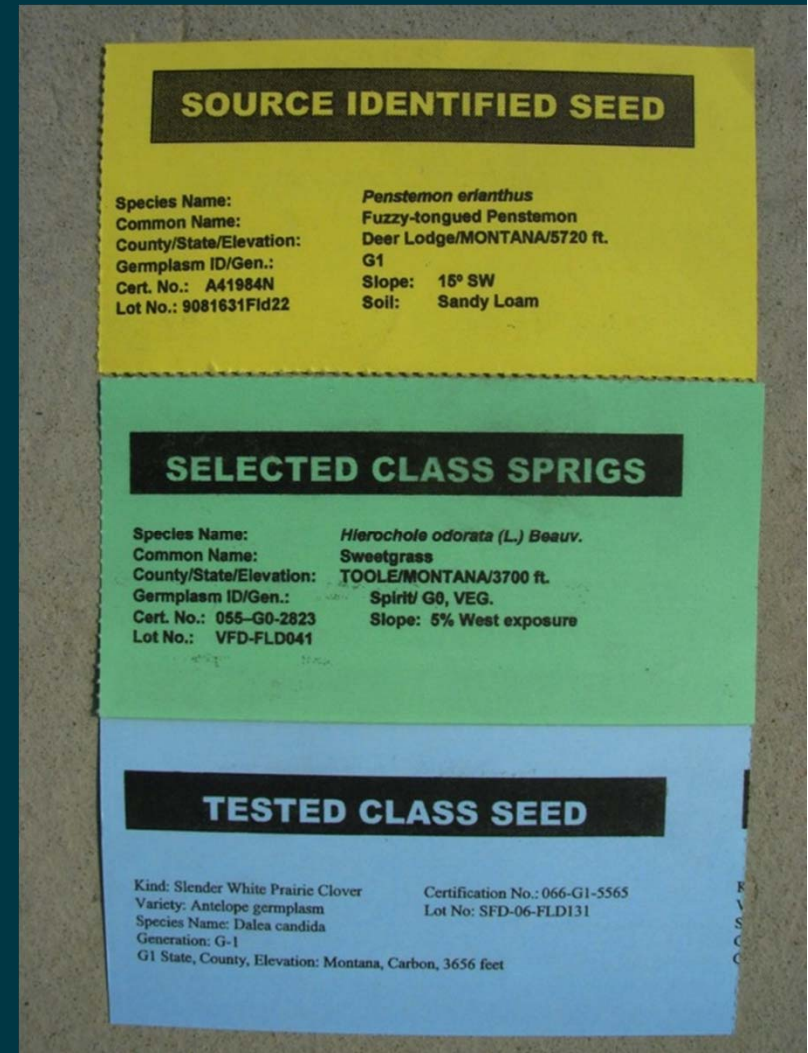 SOURCE IDENTIFIED SEED
Species Name: Penstemon erianthus
Common Name: Fuzzy-tongued Penstemon
County/State/Elevation: Deer Lodge/MONTANA/5720 ft.
Germplasm ID/Gen.: G1
Cert. No.: A41984N Slope: 15º SW
Lot No.: 9081631Fld22 Soil: Sandy Loam
SELECTED CLASS SPRIGS
Species Name: Hierochole odorata (L.) Beauv.
Common Name: Sweetgrass
County/State/Elevation: TOOLE/MONTANA/3700 ft.
Germplasm ID/Gen.: Spirit/ G0, VEG.
Cert. No.: 055–G0-2823 Slope: 5% West exposure
Lot No.: VFD-FLD041
TESTED CLASS SEED
Kind: Slender White Prairie Clover Certification No.: 066-G1-5565
Variety: Antelope germplasm Lot No: SFD-06-FLD131
Species Name: Dalea candida
Generation: G-1
G1 State, County, Elevation: Montana, Carbon, 3656 feet